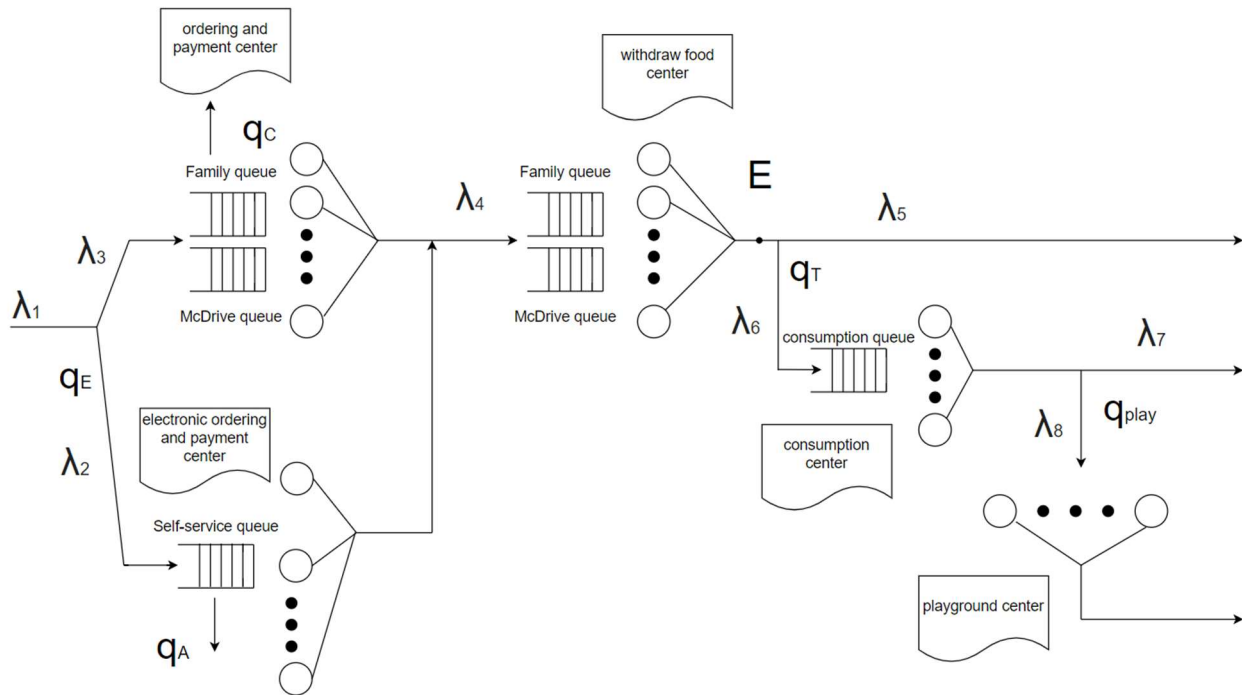 ordering and
payment center
withdraw food
center
qC
Family queue
McDrive queue
λ3
λ1
λ4
Family queue
McDrive queue
E
λ5
qT
λ6
consumption queue
λ7
qE
λ2
electronic ordering
and payment
center
Self-service queue
qA
consumption
center
λ8
qplay
playground center